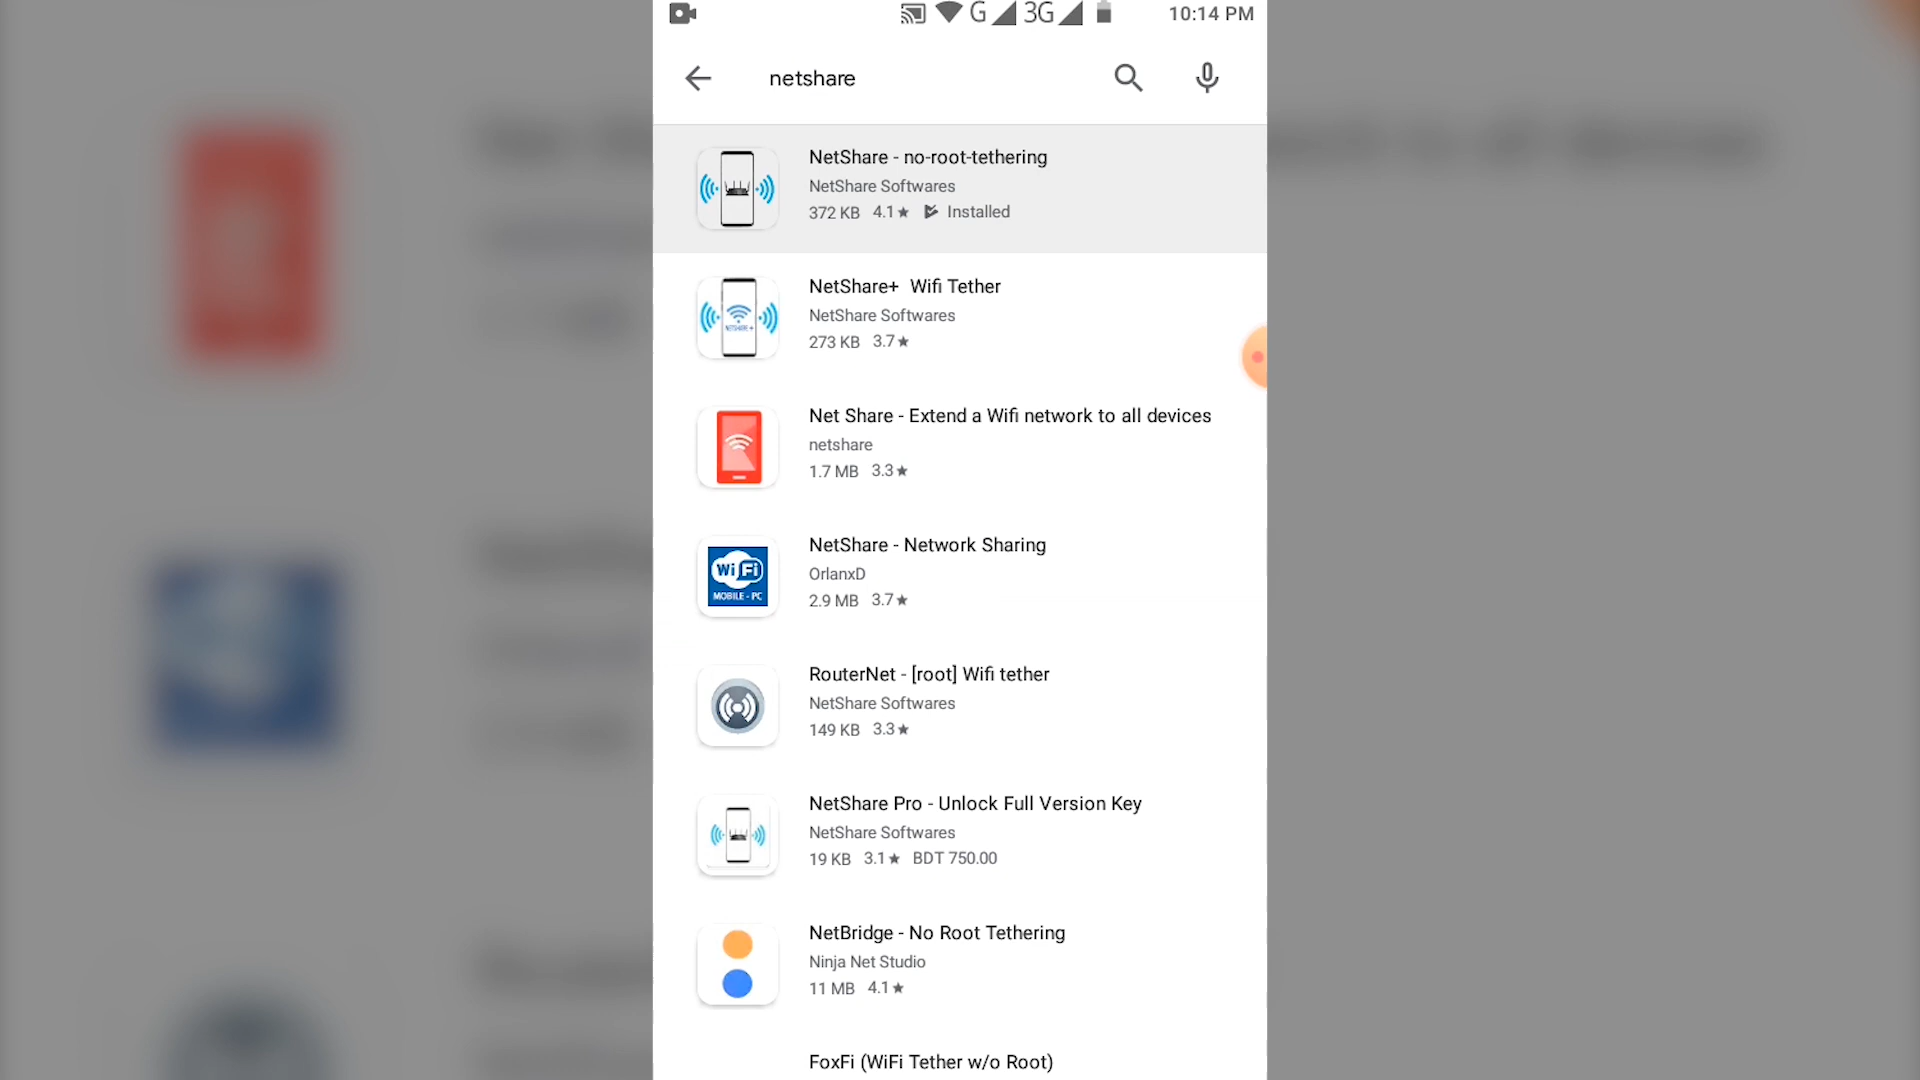 G 3G 10:14 PM
netshare
NetShare - no-root-tethering
NetShare Softwares
372 KB 4.1★ Installed
NetShare+ Wifi Tether
NetShare Softwares
273 KB 3.7★
Net Share - Extend a Wifi network to all devices
netshare
1.7 MB 3.3★
WiFi
MOBILE - PC
NetShare - Network Sharing
OrlanxD
2.9 MB 3.7★
RouterNet - [root] Wifi tether
NetShare Softwares
149 KB 3.3★
NetShare Pro - Unlock Full Version Key
NetShare Softwares
19 KB 3.1★ BDT 750.00
NetBridge - No Root Tethering
Ninja Net Studio
11 MB 4.1★
FoxFi (WiFi Tether w/o Root)